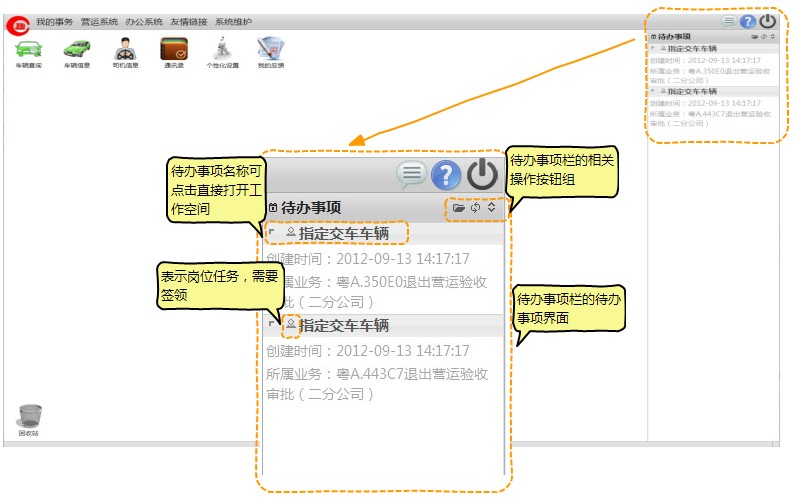 我的事务 营运系统 办公系统 友情链接 系统维护
车辆查询 车辆信息 司机信息 通讯录 个性化设置 我的反馈
待办事项
指定交车车辆
创建时间：2012-09-13 14:17:17
所属业务：粤A.350E0退出营运验收
审批（二分公司）
指定交车车辆
创建时间：2012-09-13 14:17:17
所属业务：粤A.443C7退出营运验收
审批（二分公司）
待办事项名称可
点击直接打开工
作空间
待办事项栏的相关
操作按钮组
待办事项
指定交车车辆
创建时间：2012-09-13 14:17:17
属业务：粤A.350E0退出营运验收
批（二分公司）
表示岗位任务，需要
签领
待办事项栏的待办
事项界面
指定交车车辆
创建时间：2012-09-13 14:17:17
所属业务：粤A.443C7退出营运验收
审批（二分公司）
回收站